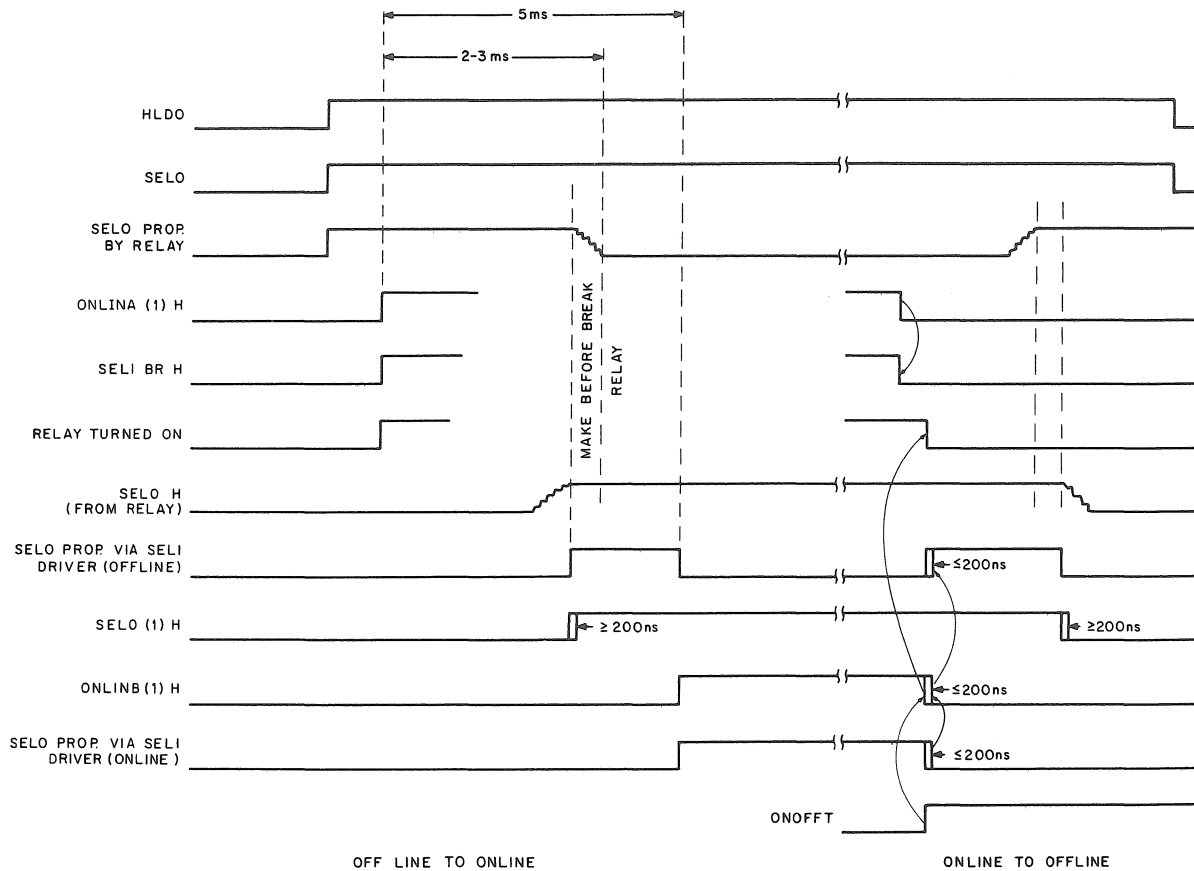 5ms
2-3ms
HLDO
SELO
SELO PROP.
BY RELAY
ONLINA (1) H
SELI BR H
RELAY TURNED ON
MAKE BEFORE BREAK
RELAY
SELO H
(FROM RELAY)
SELO PROP. VIA SELI
DRIVER (OFFLINE)
≤200ns
SELO (1) H
≥200ns
≥200ns
ONLINB (1) H
≤200ns
SELO PROP. VIA SELI
DRIVER (ONLINE)
≤200ns
ONOFFT
OFF LINE TO ONLINE
ONLINE TO OFFLINE